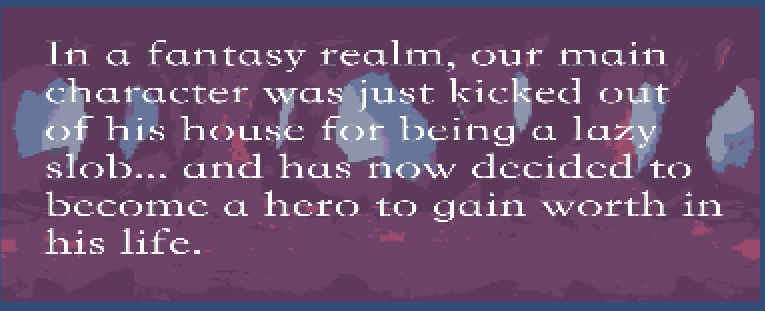 In a fantasy realm, our main
character was just kicked out
of his house for being a lazy
slob... and has now decided to
become a hero to gain worth in
his life.